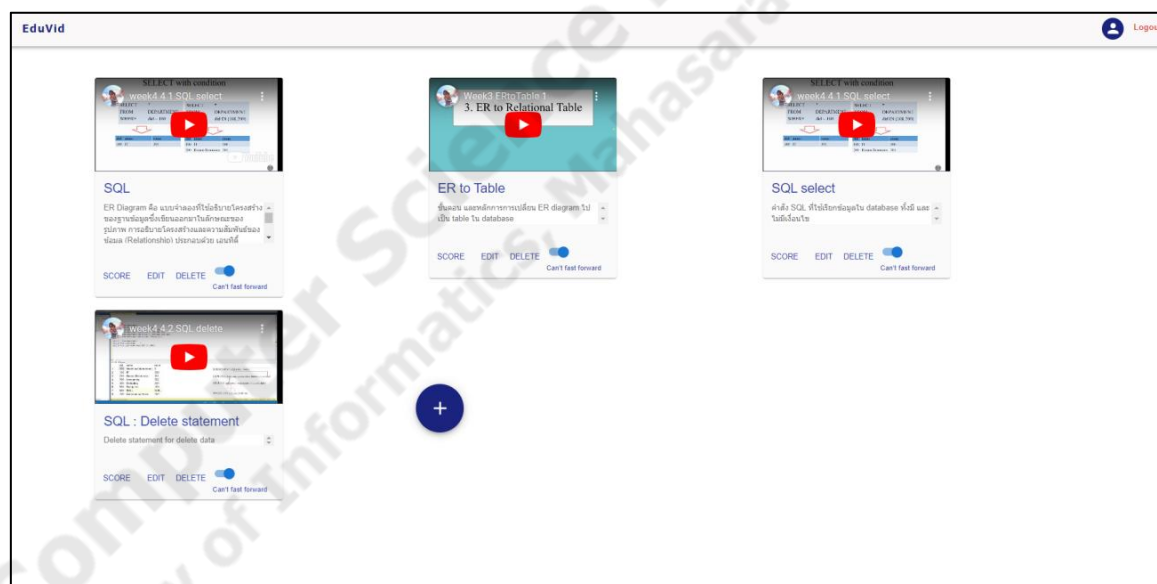 EduVid
Logou
SELECT with condition
week4 4.1 SQL select
SQL
ER Diagram คือ แบบจำลองที่ใช้อธิบายโครงสร้าง
ของฐานข้อมูลซึ่งเขียนออกมาในลักษณะของ
รูปภาพ การอธิบายโครงสร้างและความสัมพันธ์ของ
ข้อมูล (Relationship) ประกอบด้วย เอนทิตี้
SCORE EDIT DELETE
Can't fast forward
Week3 ERtoTable 1
3. ER to Relational Table
ER to Table
ขั้นตอน และหลักการการเปลี่ยน ER diagram ไป
เป็น table ใน database
SCORE EDIT DELETE
Can't fast forward
SELECT with condition
week4 4.1 SQL select
SQL select
คำสั่ง SQL ที่ใช้เรียกข้อมูลใน database ทั้งมี และ
ไม่มีเงื่อนไข
SCORE EDIT DELETE
Can't fast forward
week4 4.2 SQL delete
SQL : Delete statement
Delete statement for delete data
SCORE EDIT DELETE
Can't fast forward
+
omputer Science
y of Informatics, Mahasara